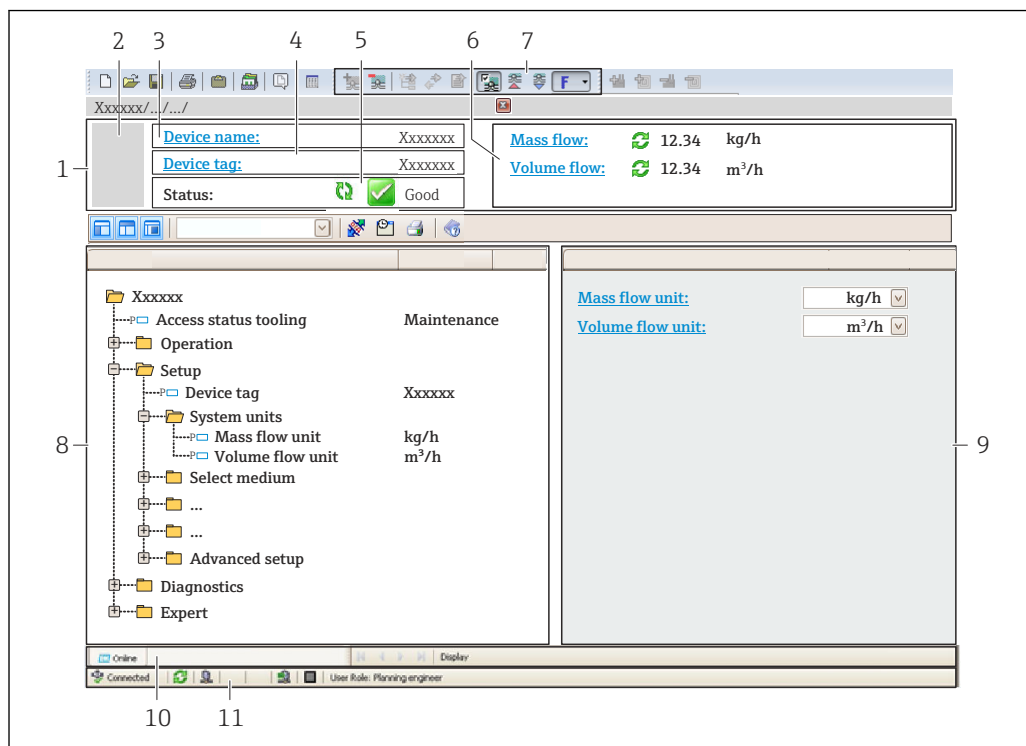 2 3 4 5 6 7
F
Xxxxxx/.../.../
1
Device name: Xxxxxxx
Device tag: Xxxxxxx
Status: Good
Mass flow: 12.34 kg/h
Volume flow: 12.34 m³/h
Xxxxxx
P Access status tooling Maintenance
Operation
Setup
P Device tag Xxxxxx
System units
P Mass flow unit kg/h
P Volume flow unit m³/h
Select medium
...
...
Advanced setup
Diagnostics
Expert
Mass flow unit: kg/h
Volume flow unit: m³/h
8
9
Online Display
Connected User Role: Planning engineer
10 11